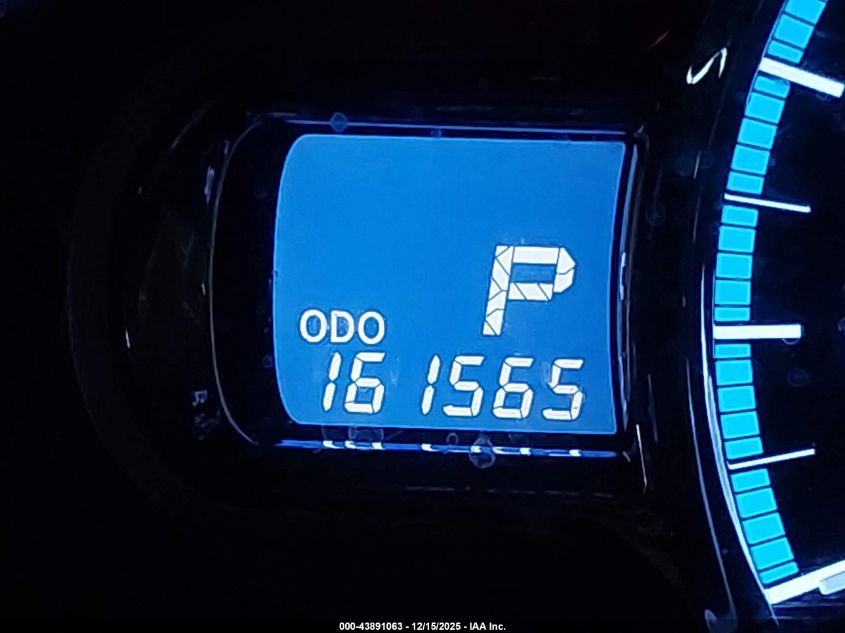 P
ODO
161565
000-43891063 - 12/15/2025 - IAA Inc.